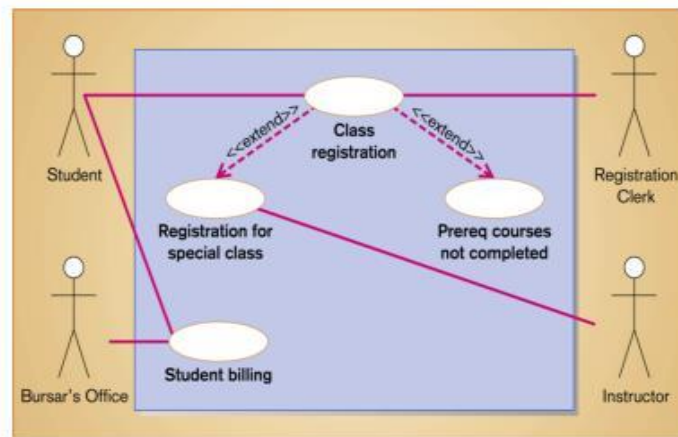 <<extend>>
<<extend>>
Class
registration
Student
Registration
Clerk
Registration for
special class
Prereq courses
not completed
Student billing
Bursar's Office
Instructor